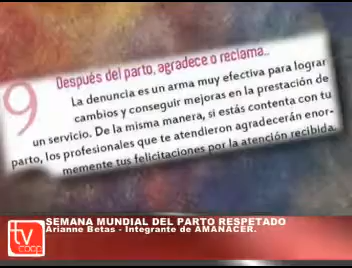 9
Después del parto, agradece o reclama...
La denuncia es un arma muy efectiva para lograr
cambios y conseguir mejoras en la prestación de
un servicio. De la misma manera, si estás contenta con tu
parto, los profesionales que te atendieron agradecerán enor-
memente tus felicitaciones por la atención recibida.
SEMANA MUNDIAL DEL PARTO RESPETADO
Arianne Betas - Integrante de AMANACER.
tv
coop